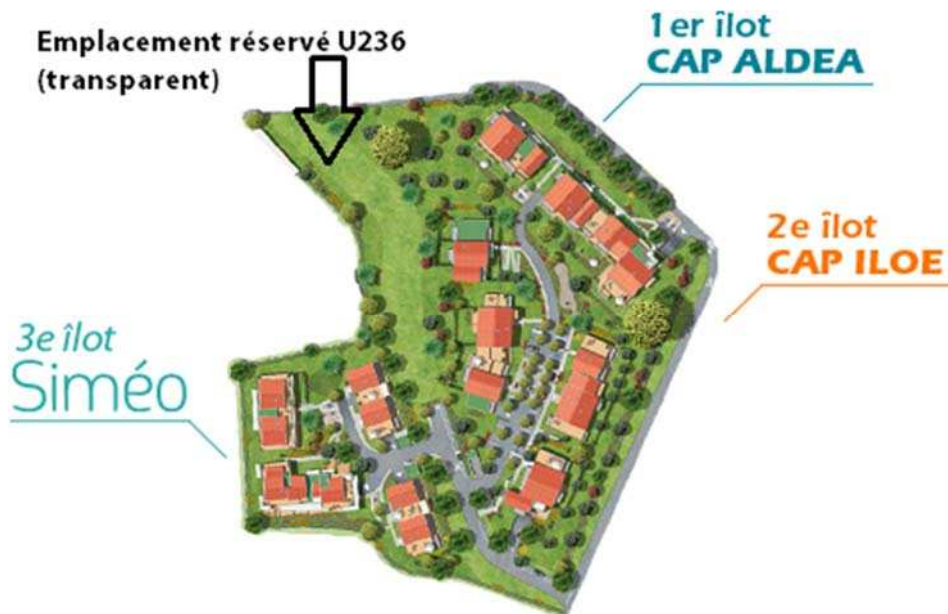 Emplacement réservé U236
(transparent)
1er îlot
CAP ALDEA
2e îlot
CAP ILOE
3e îlot
Siméo